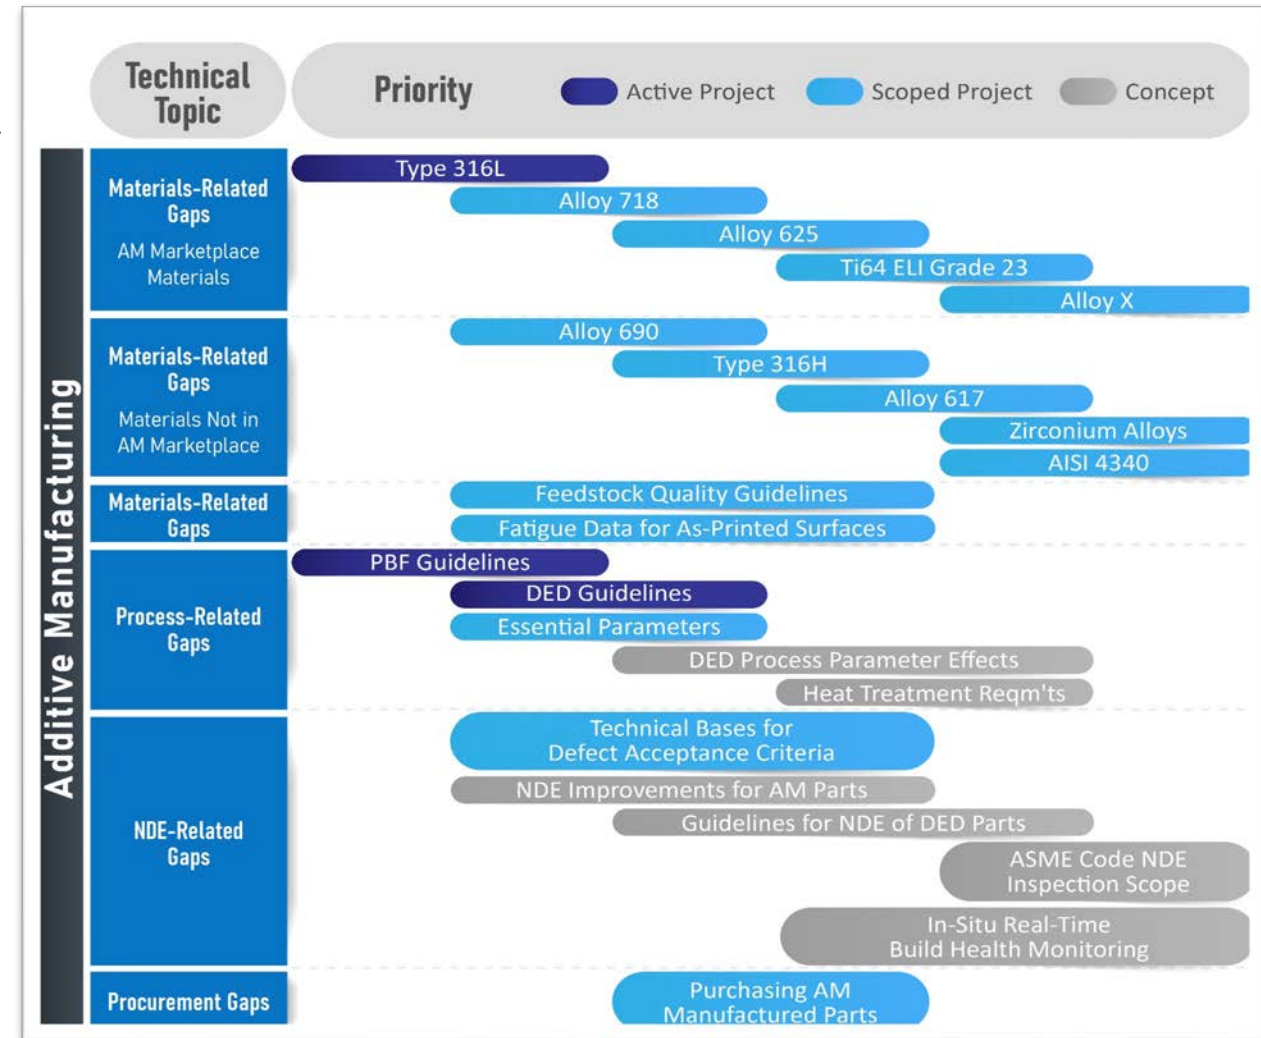 Technical
Topic
Priority
Active Project
Scoped Project
Concept
Additive Manufacturing
Materials-Related
Gaps
AM Marketplace
Materials
Type 316L
Alloy 718
Alloy 625
Ti64 ELI Grade 23
Alloy X
Materials-Related
Gaps
Materials Not in
AM Marketplace
Alloy 690
Type 316H
Alloy 617
Zirconium Alloys
AISI 4340
Materials-Related
Gaps
Feedstock Quality Guidelines
Fatigue Data for As-Printed Surfaces
Process-Related
Gaps
PBF Guidelines
DED Guidelines
Essential Parameters
DED Process Parameter Effects
Heat Treatment Reqm'ts
NDE-Related
Gaps
Technical Bases for
Defect Acceptance Criteria
NDE Improvements for AM Parts
Guidelines for NDE of DED Parts
ASME Code NDE
Inspection Scope
In-Situ Real-Time
Build Health Monitoring
Procurement Gaps
Purchasing AM
Manufactured Parts